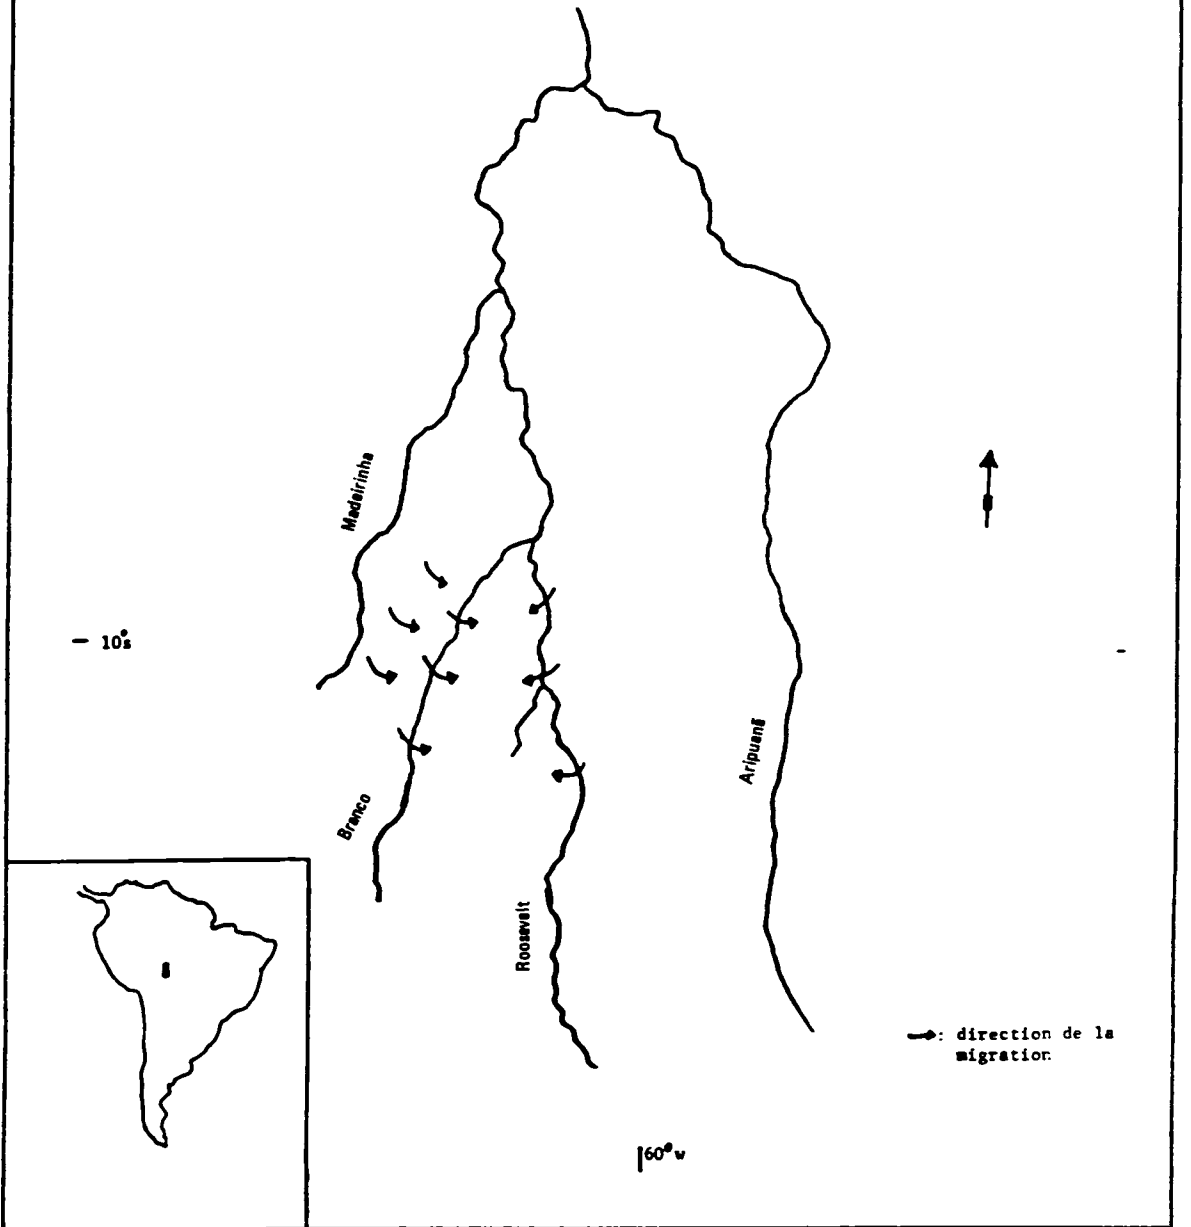 Madeirinha
10°s
Aripuanã
Branco
Roosevelt
: direction de la
migration
60° w